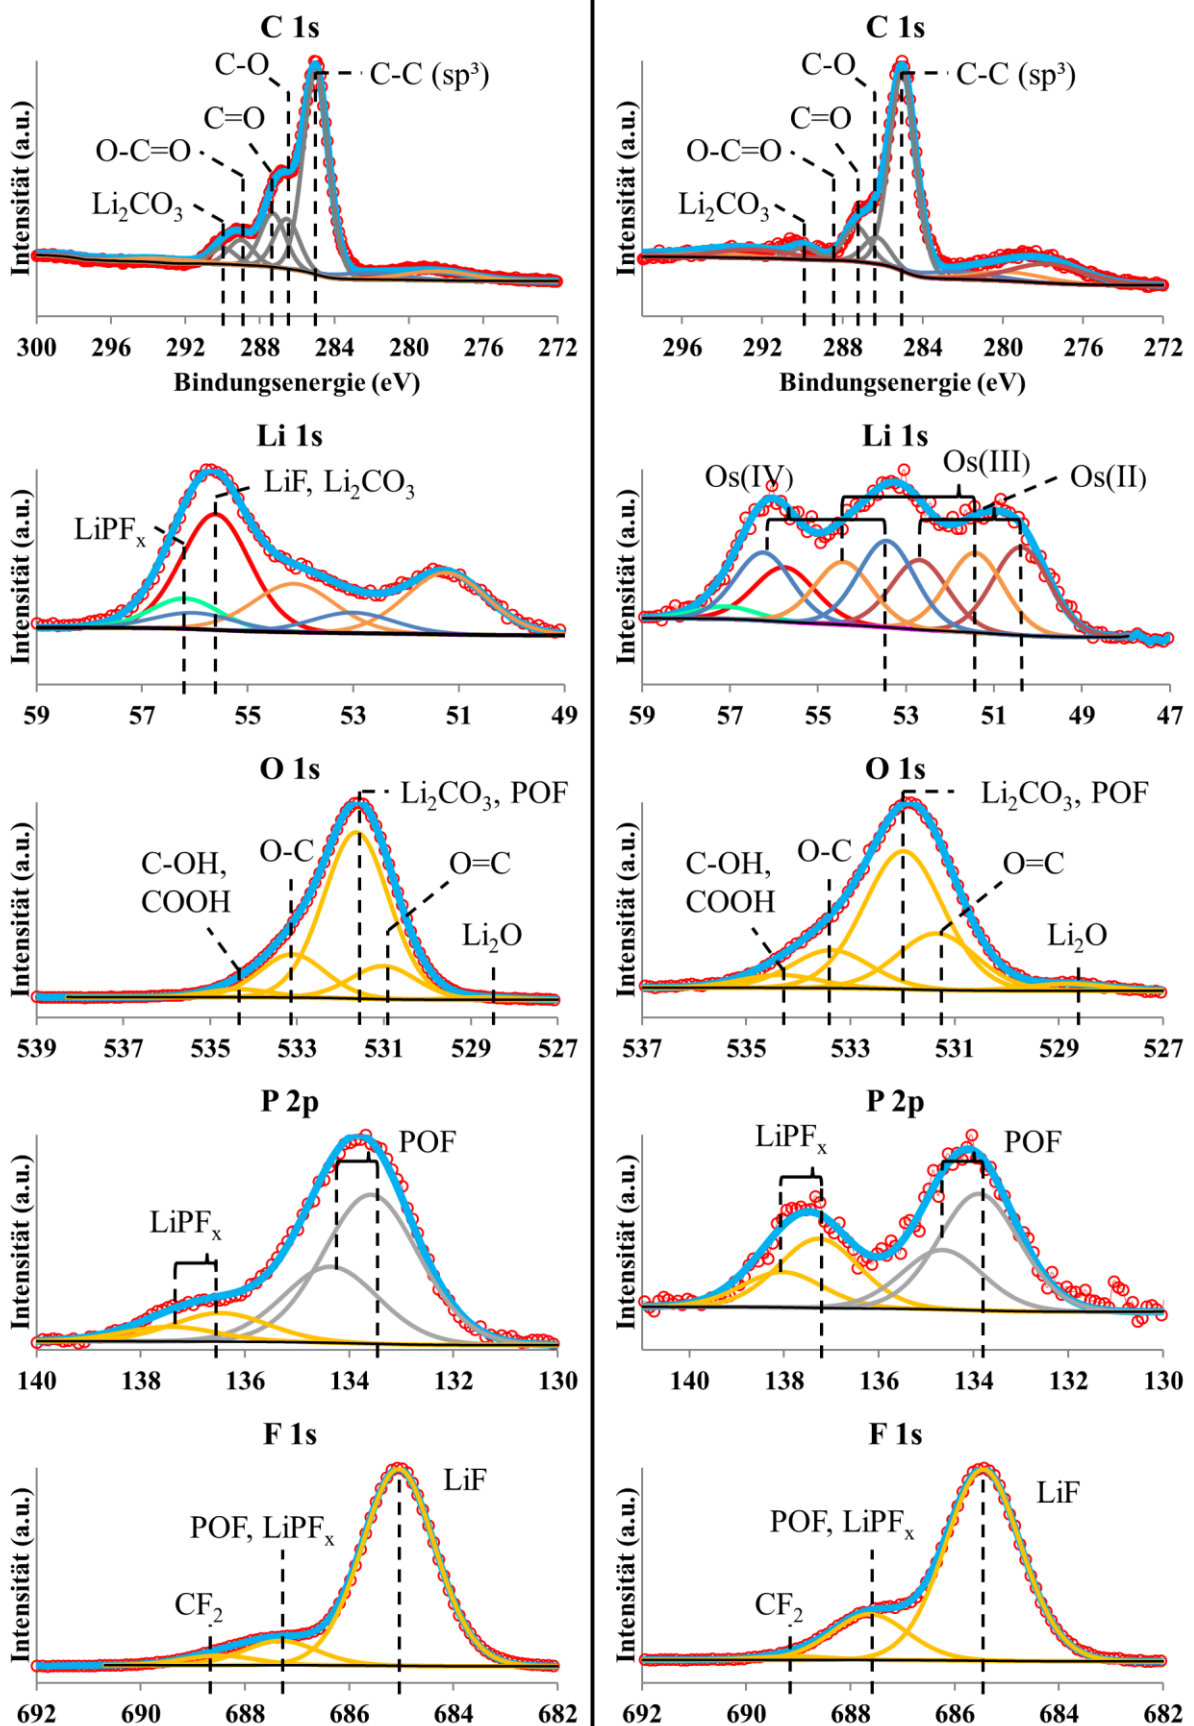 C 1s
C-O
C-C (sp³)
C=O
O-C=O
Li₂CO₃
Intensität (a.u.)
300 296 292 288 284 280 276 272
Bindungsenergie (eV)
C 1s
C-O
C-C (sp³)
C=O
O-C=O
Li₂CO₃
Intensität (a.u.)
296 292 288 284 280 276 272
Bindungsenergie (eV)
Li 1s
LiF, Li₂CO₃
LiPFₓ
Intensität (a.u.)
59 57 55 53 51 49
Li 1s
Os(IV)
Os(III)
Os(II)
Intensität (a.u.)
59 57 55 53 51 49 47
O 1s
Li₂CO₃, POF
O-C
C-OH,
COOH
O=C
Li₂O
Intensität (a.u.)
539 537 535 533 531 529 527
O 1s
Li₂CO₃, POF
O-C
C-OH,
COOH
O=C
Li₂O
Intensität (a.u.)
537 535 533 531 529 527
P 2p
POF
LiPFₓ
Intensität (a.u.)
140 138 136 134 132 130
P 2p
LiPFₓ
POF
Intensität (a.u.)
140 138 136 134 132 130
F 1s
LiF
POF, LiPFₓ
CF₂
Intensität (a.u.)
692 690 688 686 684 682
F 1s
LiF
POF, LiPFₓ
CF₂
Intensität (a.u.)
692 690 688 686 684 682